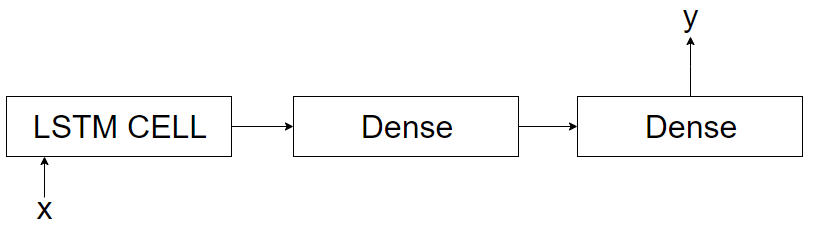 y
LSTM CELL
Dense
Dense
x